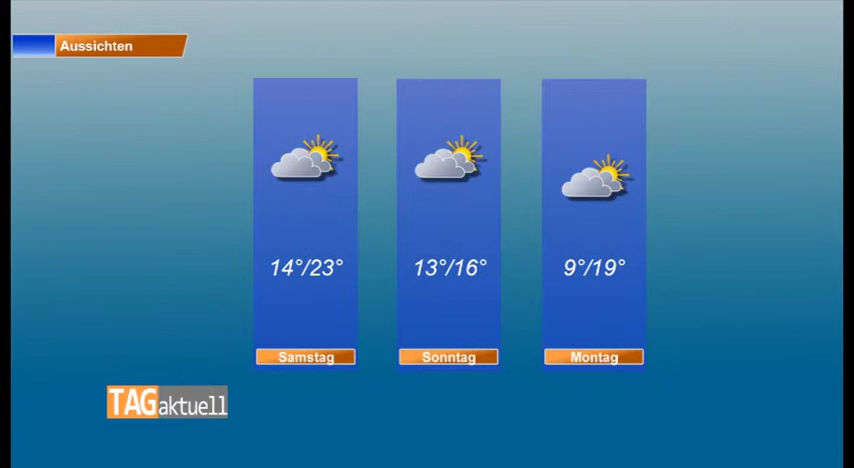 Aussichten
14°/23°
13°/16°
9°/19°
Samstag
Sonntag
Montag
TAGaktuell